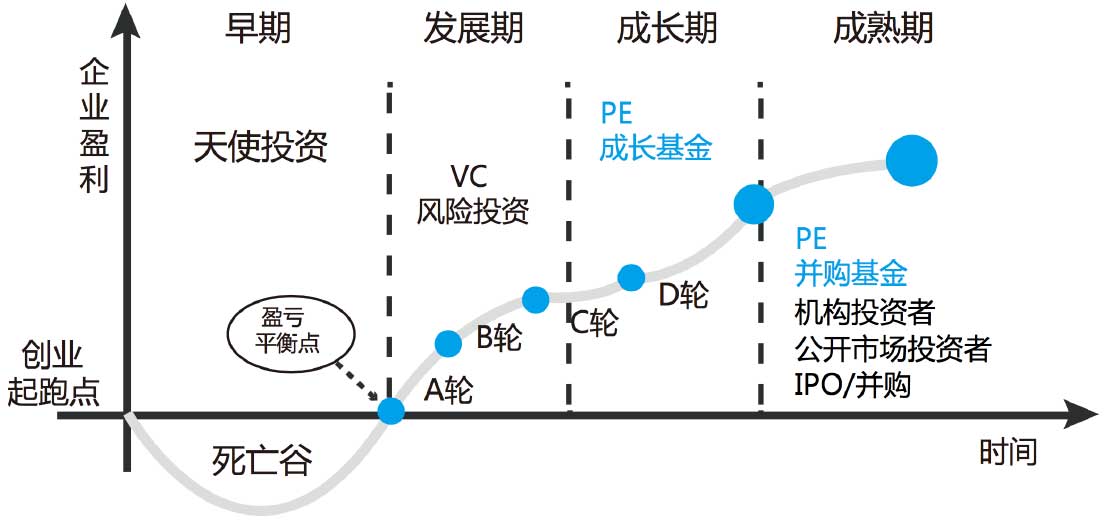 早期
发展期
成长期
成熟期
企业盈利
天使投资
VC
风险投资
PE
成长基金
PE
并购基金
机构投资者
公开市场投资者
IPO/并购
盈亏
平衡点
A轮
B轮
C轮
D轮
创业
起跑点
死亡谷
时间